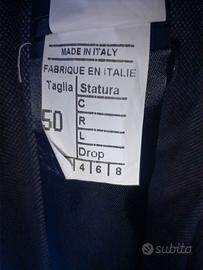 MADE IN ITALY
FABRIQUE EN ITALIE
Taglia Statura
C
50 R
L
Drop
4 6 8
subito